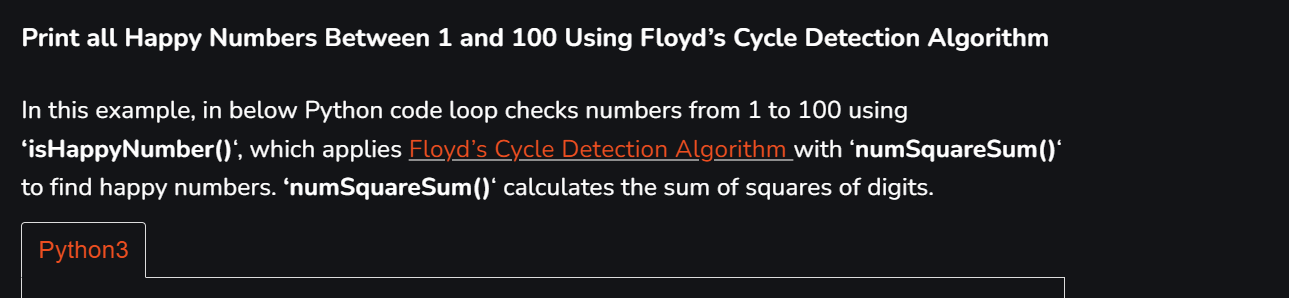 Print all Happy Numbers Between 1 and 100 Using Floyd’s Cycle Detection Algorithm
In this example, in below Python code loop checks numbers from 1 to 100 using
‘isHappyNumber()‘, which applies Floyd’s Cycle Detection Algorithm with ‘numSquareSum()‘
to find happy numbers. ‘numSquareSum()‘ calculates the sum of squares of digits.
Python3